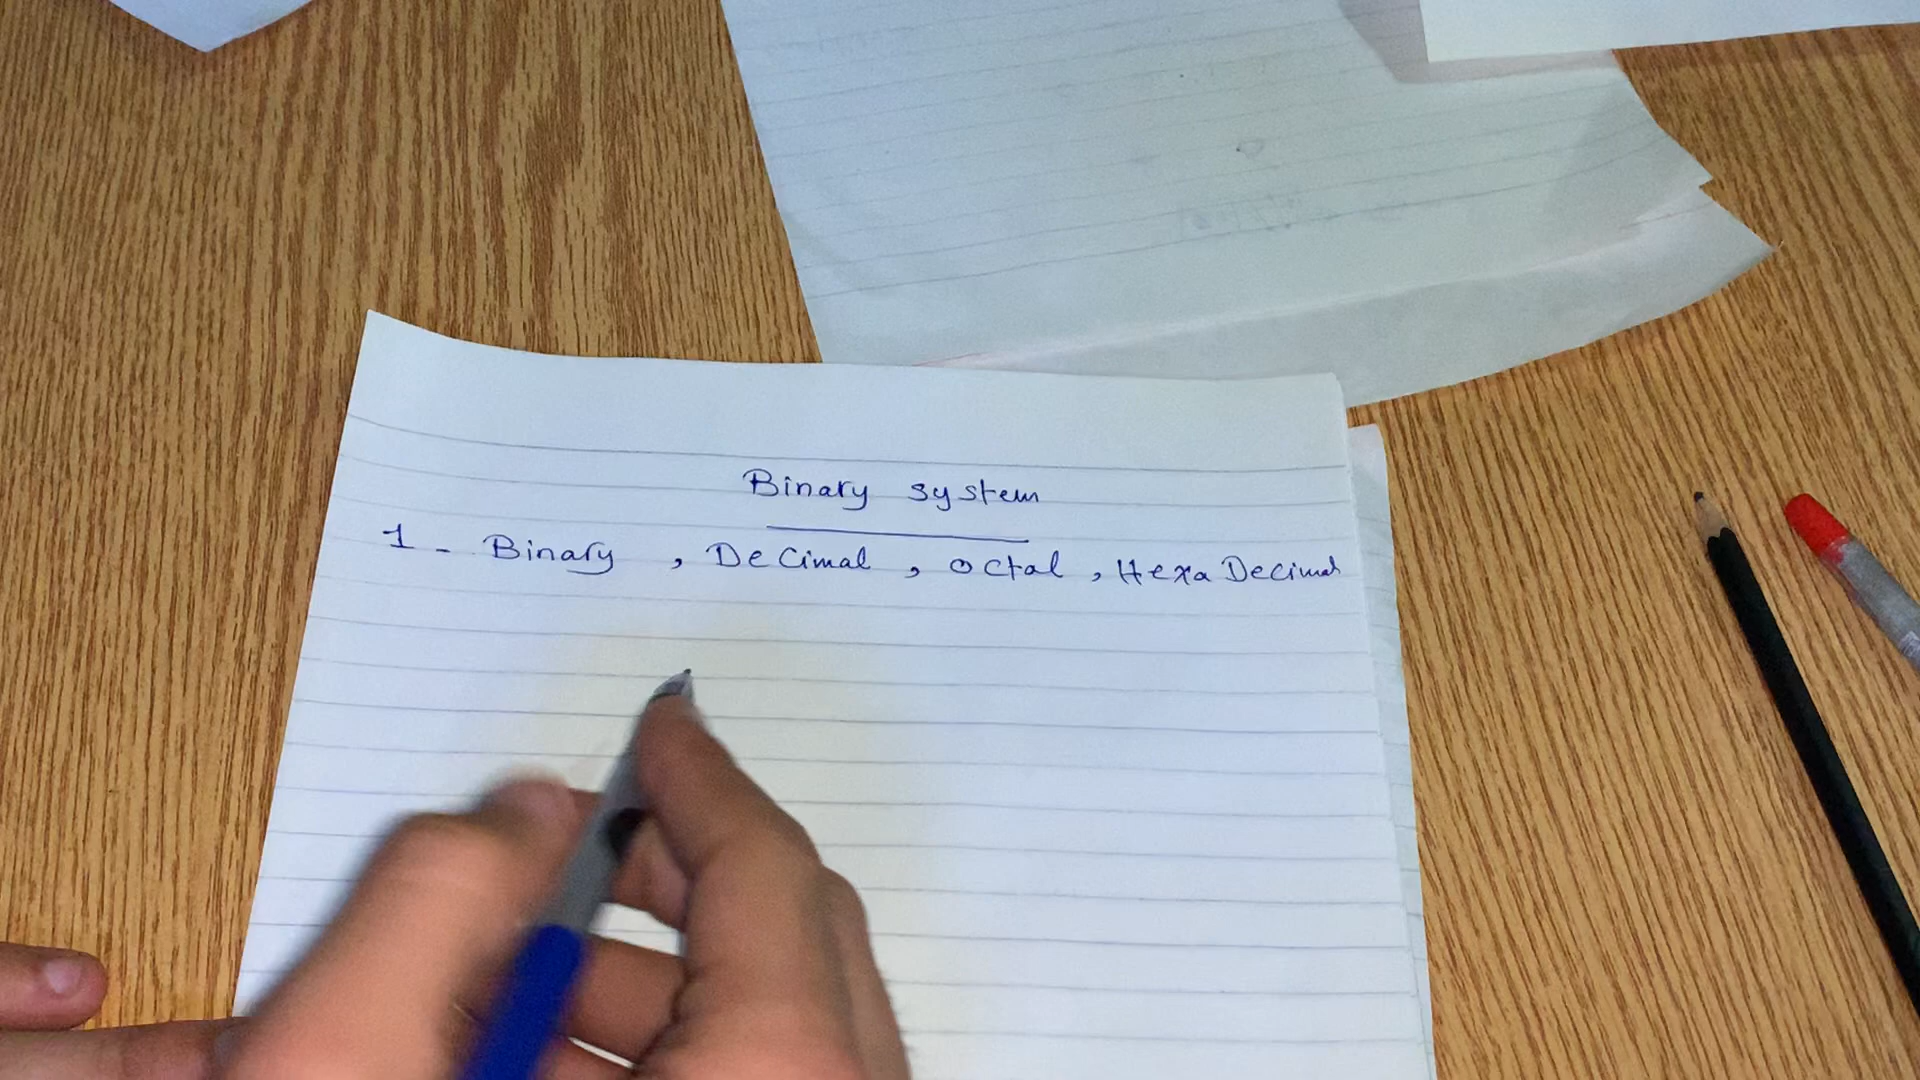 Binary system
1 - Binary , Decimal , octal , Hexa Decimal